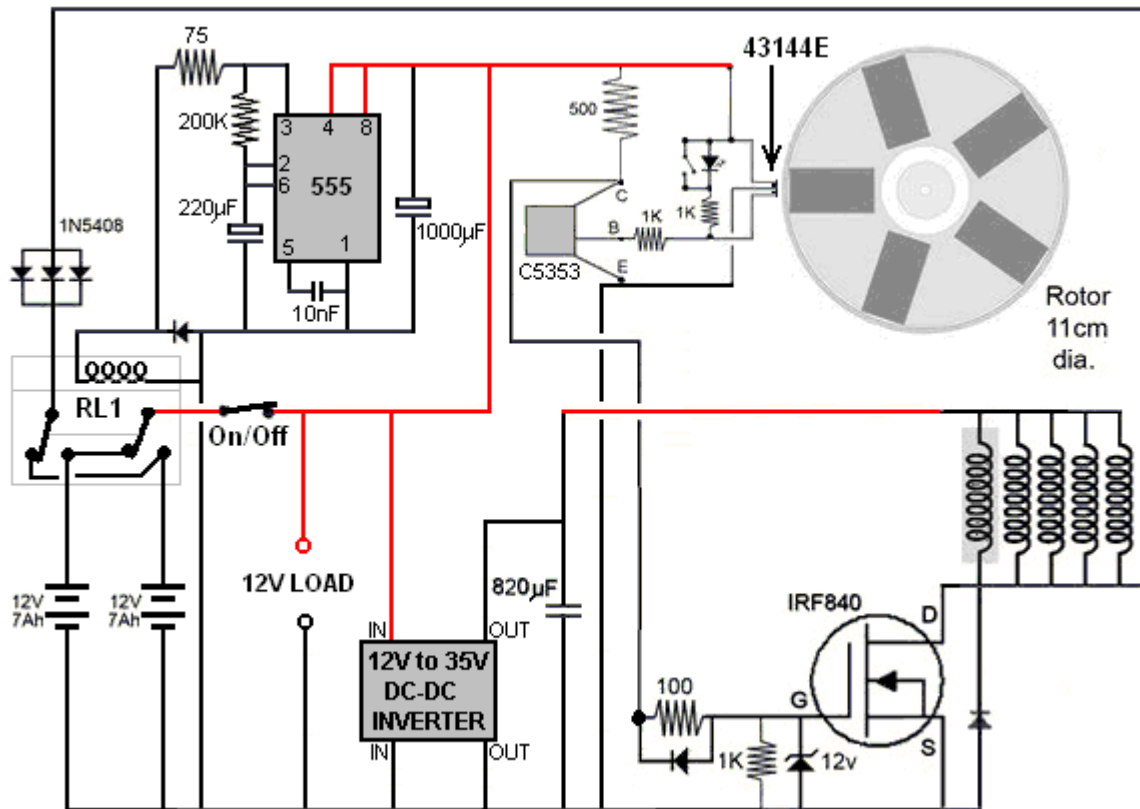 75
43144E
200K
3
4
8
500
2
6
555
220µF
1000µF
1K
1K
C
B
E
C5353
1N5408
5
1
10nF
Rotor
11cm
dia.
RL1
On/Off
12V
7Ah
12V
7Ah
12V LOAD
820µF
IN
OUT
12V to 35V
DC-DC
INVERTER
IN
OUT
IRF840
D
G
S
100
1K
12v